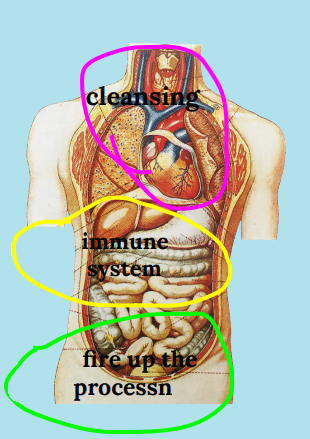 cleansing
immune
system
fire up the
processn